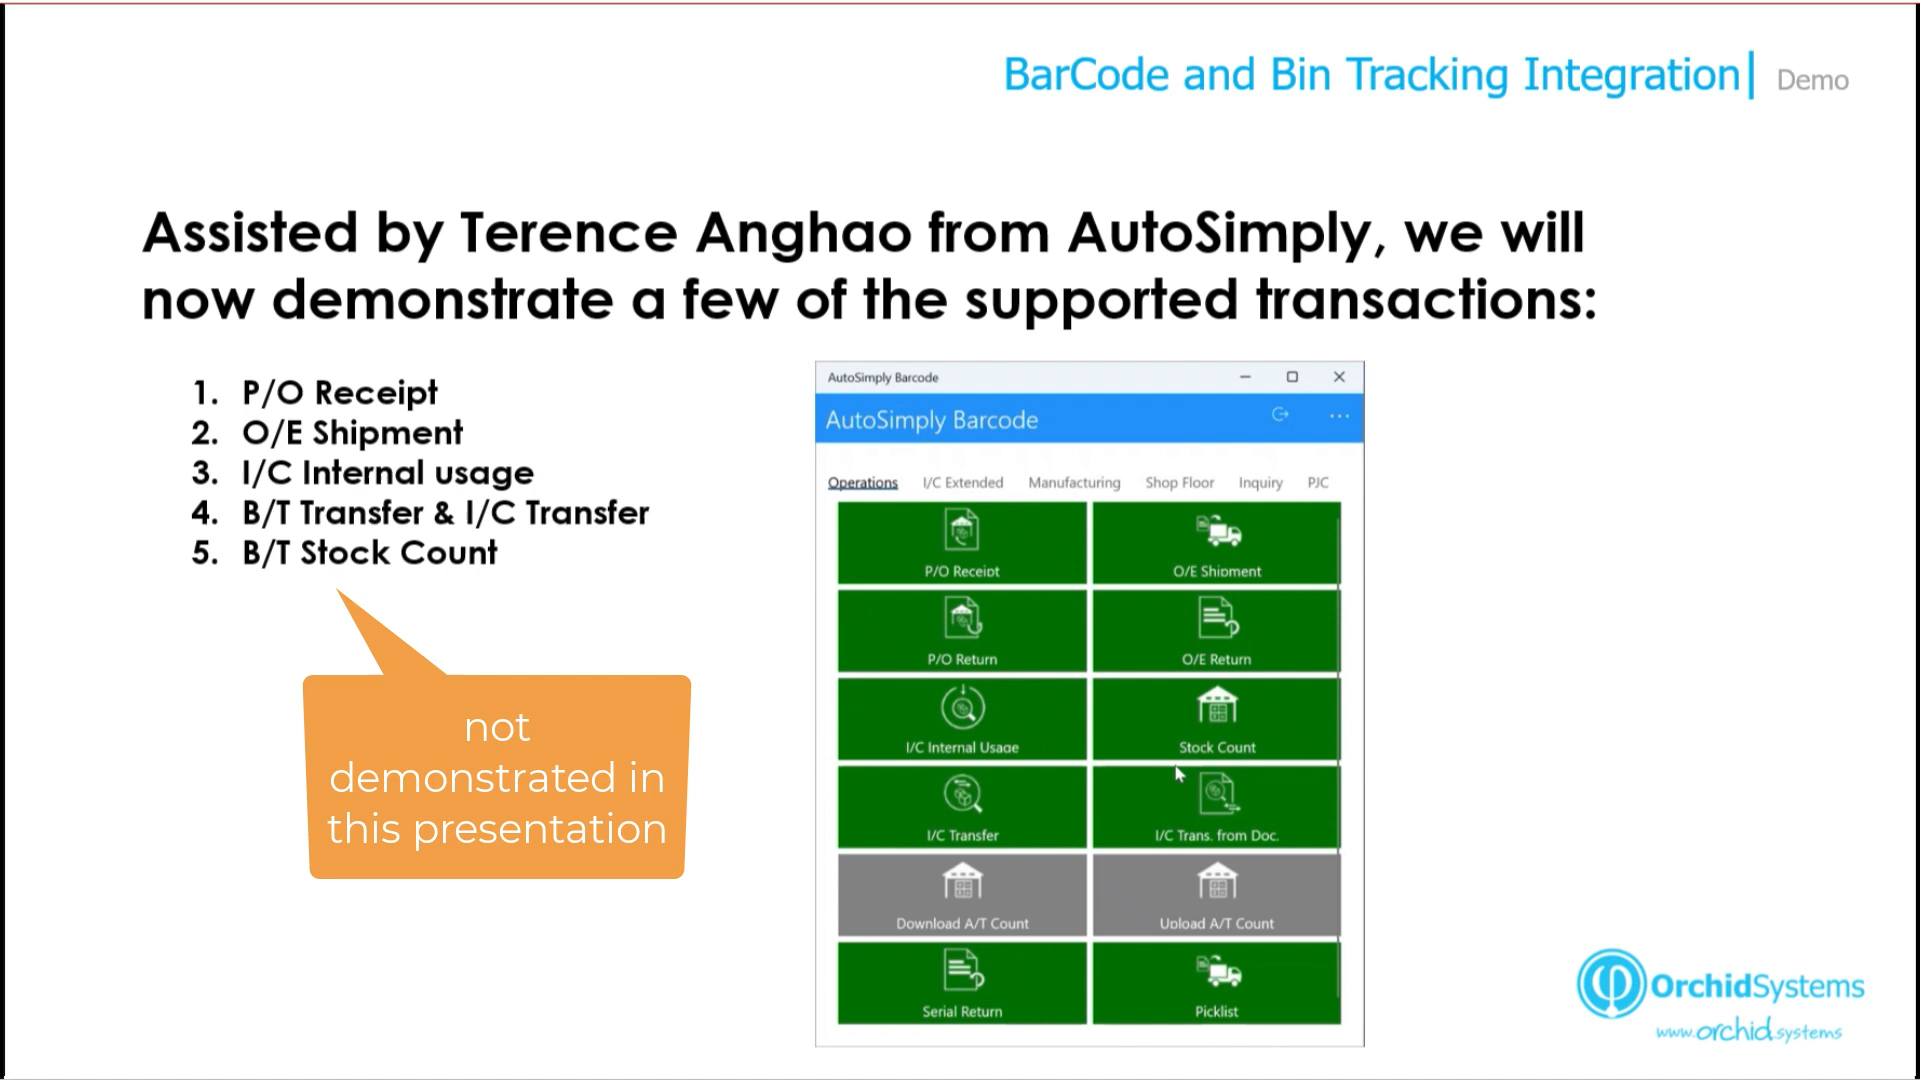 BarCode and Bin Tracking Integration| Demo
Assisted by Terence Anghao from AutoSimply, we will
now demonstrate a few of the supported transactions:
1. P/O Receipt
2. O/E Shipment
3. I/C Internal usage
4. B/T Transfer & I/C Transfer
5. B/T Stock Count
not
demonstrated in
this presentation
AutoSimply Barcode
AutoSimply Barcode
Operations I/C Extended Manufacturing Shop Floor Inquiry PJC
P/O Receipt O/E Shipment
P/O Return O/E Return
I/C Internal Usage Stock Count
I/C Transfer I/C Trans. from Doc.
Download A/T Count Upload A/T Count
Serial Return Picklist
OrchidSystems
www.orchid.systems